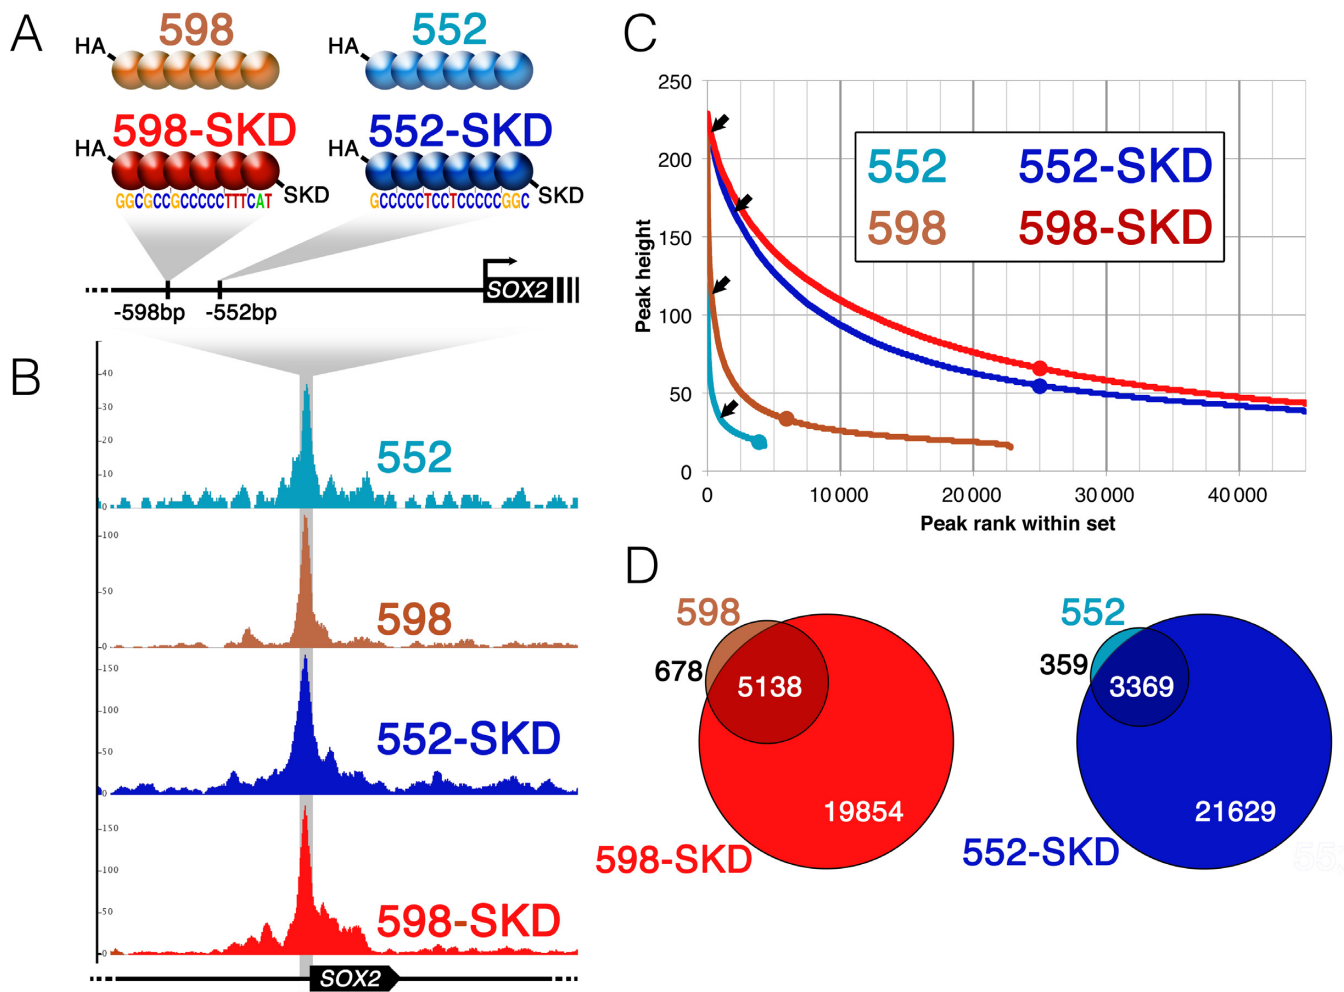 A
HA
598
HA
552
HA
598-SKD
SKD
GGCGCCGCCCCCTTTCAT
HA
552-SKD
SKD
GCCCCCTCCTCCCCCGGC
SOX2
-598bp
-552bp
B
40
30
20
10
0
552
100
50
0
598
150
100
50
0
552-SKD
150
100
50
0
598-SKD
SOX2
C
250
200
150
100
50
0
Peak height
552
552-SKD
598
598-SKD
0
10 000
20 000
30 000
40 000
Peak rank within set
D
598
678
5138
19854
598-SKD
552
359
3369
21629
552-SKD